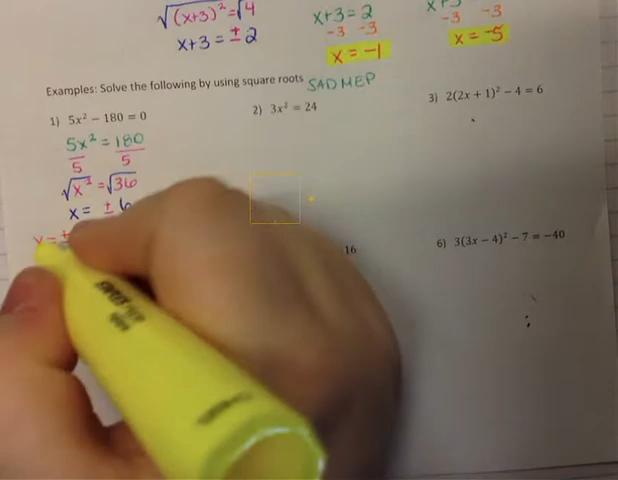 √(x+3)² = √4
x+3 = ± 2
x+3 = 2
-3 -3
x = -1
-3 -3
x = -5
Examples: Solve the following by using square roots SADMEP
1) 5x² − 180 = 0
5x² = 180
5 5
√x² = √36
x = ± 6
2) 3x² = 24
3) 2(2x + 1)² − 4 = 6
16
6) 3(3x − 4)² − 7 = −40